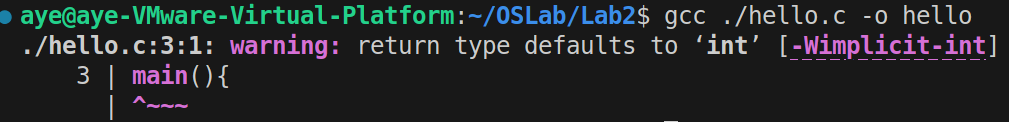 aye@aye-VMware-Virtual-Platform:~/OSLab/Lab2$ gcc ./hello.c -o hello
./hello.c:3:1: warning: return type defaults to ‘int’ [-Wimplicit-int]
3 | main(){
| ^~~~